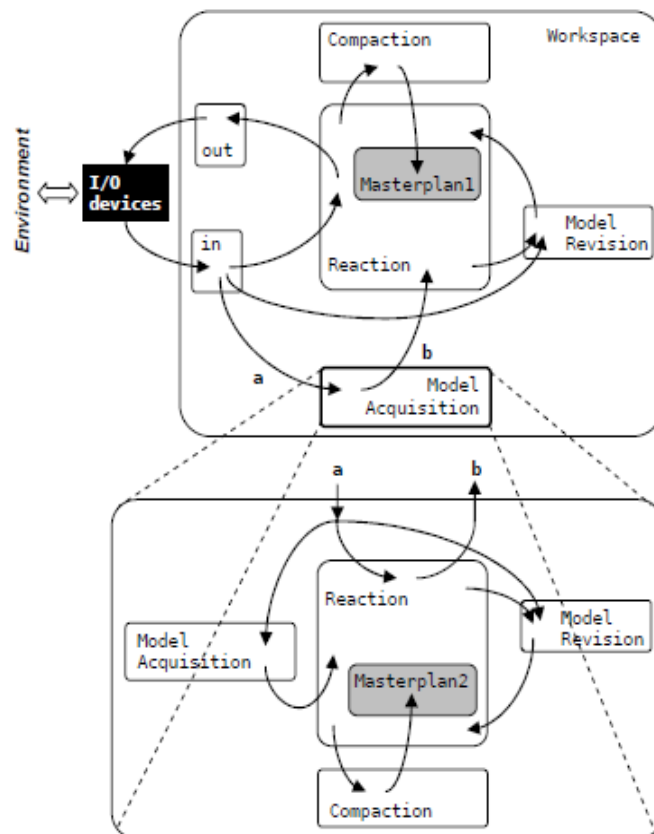 Compaction
Workspace
out
Environment
I/O
devices
Masterplan1
in
Model
Revision
Reaction
b
a
Model
Acquisition
a
b
Reaction
Model
Acquisition
Model
Revision
Masterplan2
Compaction